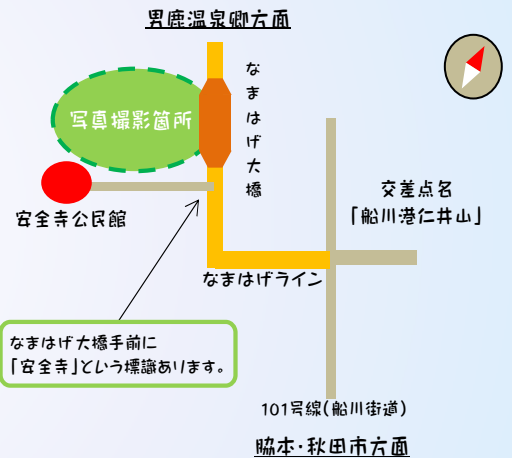 男鹿温泉郷方面
なまはげ大橋
写真撮影箇所
安全寺公民館
交差点名
「船川港仁井山」
なまはげライン
なまはげ大橋手前に
「安全寺」という標識あります。
101号線(船川街道)
脇本・秋田市方面